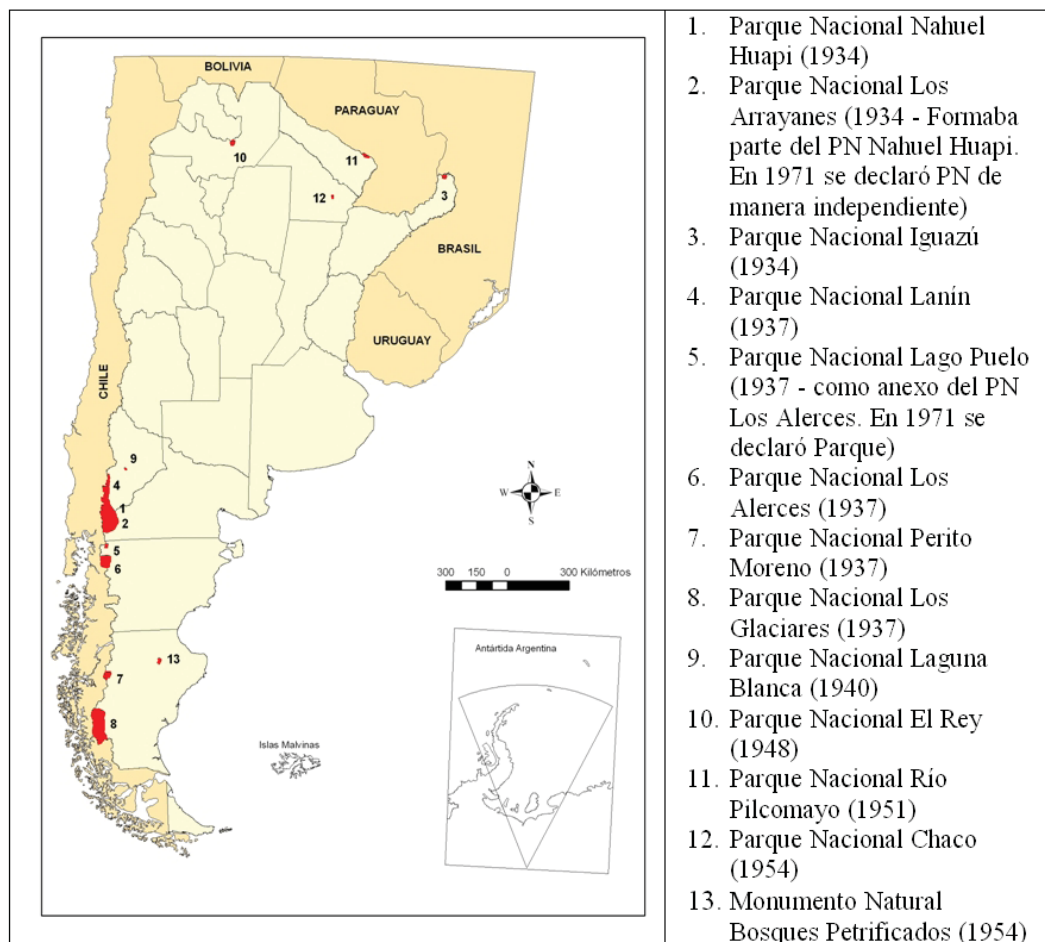 BOLIVIA
PARAGUAY
10
11
3
12
BRASIL
URUGUAY
CHILE
9
4
1
2
5
6
N
W E
S
300 150 0 300 Kilómetros
13
7
8
Islas Malvinas
Antártida Argentina
1. Parque Nacional Nahuel
Huapi (1934)
2. Parque Nacional Los
Arrayanes (1934 - Formaba
parte del PN Nahuel Huapi.
En 1971 se declaró PN de
manera independiente)
3. Parque Nacional Iguazú
(1934)
4. Parque Nacional Lanín
(1937)
5. Parque Nacional Lago Puelo
(1937 - como anexo del PN
Los Alerces. En 1971 se
declaró Parque)
6. Parque Nacional Los
Alerces (1937)
7. Parque Nacional Perito
Moreno (1937)
8. Parque Nacional Los
Glaciares (1937)
9. Parque Nacional Laguna
Blanca (1940)
10. Parque Nacional El Rey
(1948)
11. Parque Nacional Río
Pilcomayo (1951)
12. Parque Nacional Chaco
(1954)
13. Monumento Natural
Bosques Petrificados (1954)